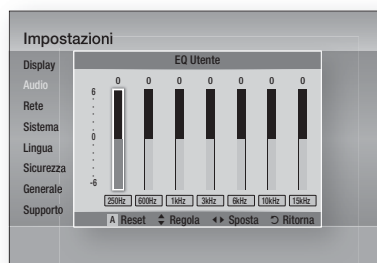 Impostazioni
Display
Audio
Rete
Sistema
Lingua
Sicurezza
Generale
Supporto
EQ Utente
0 0 0 0 0 0 0
6
0
-6
250Hz 600Hz 1kHz 3kHz 6kHz 10kHz 15kHz
A Reset Regola Sposta Ritorna